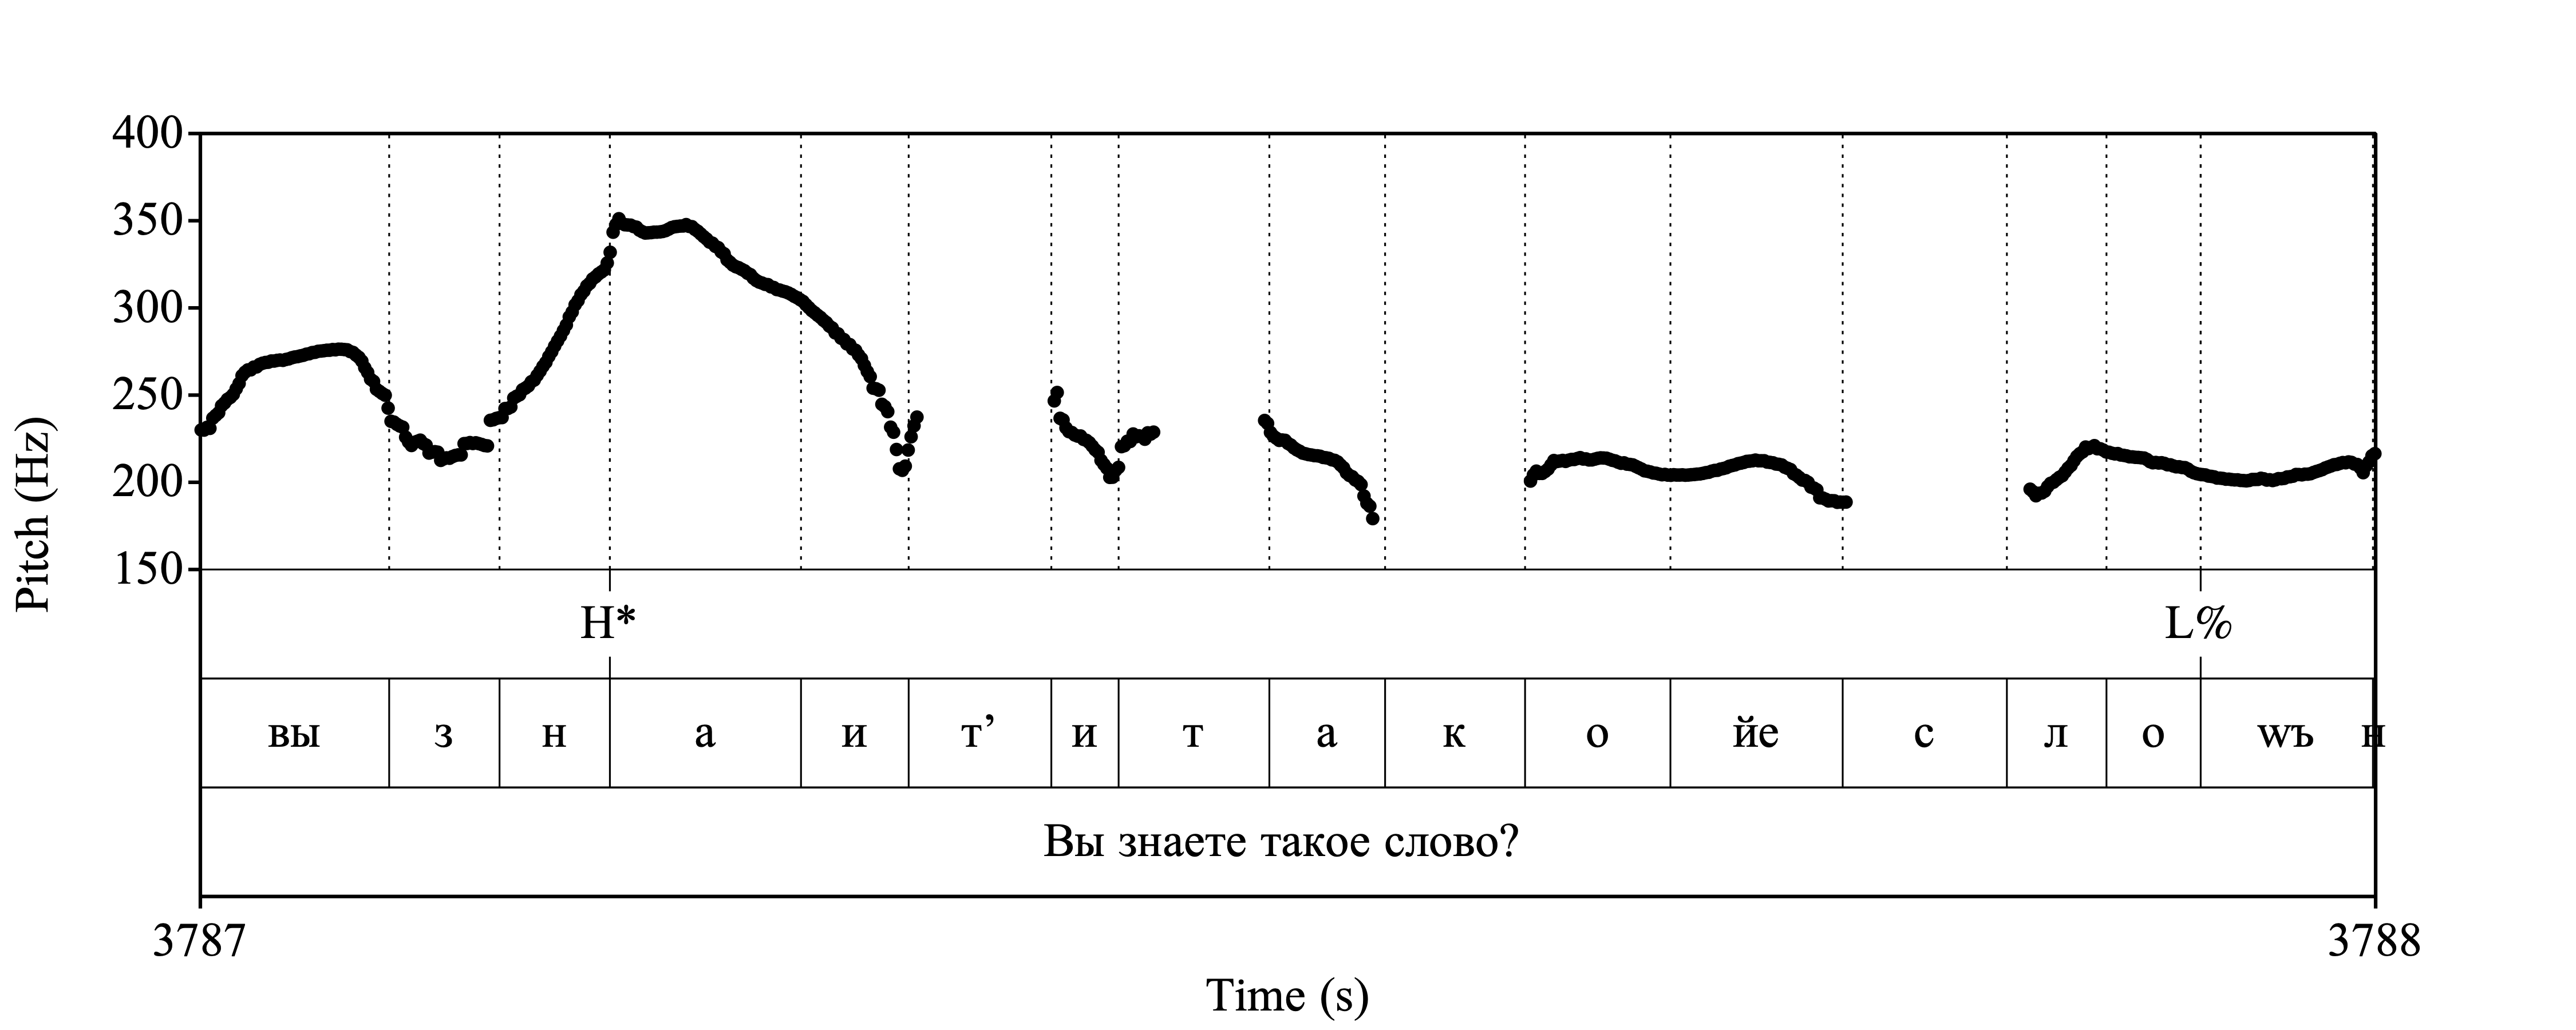 400
350
300
250
200
150
Pitch (Hz)
H* L%
вы з н а и т’ и т а к о йе с л о wъ н
Вы знаете такое слово?
3787 3788
Time (s)